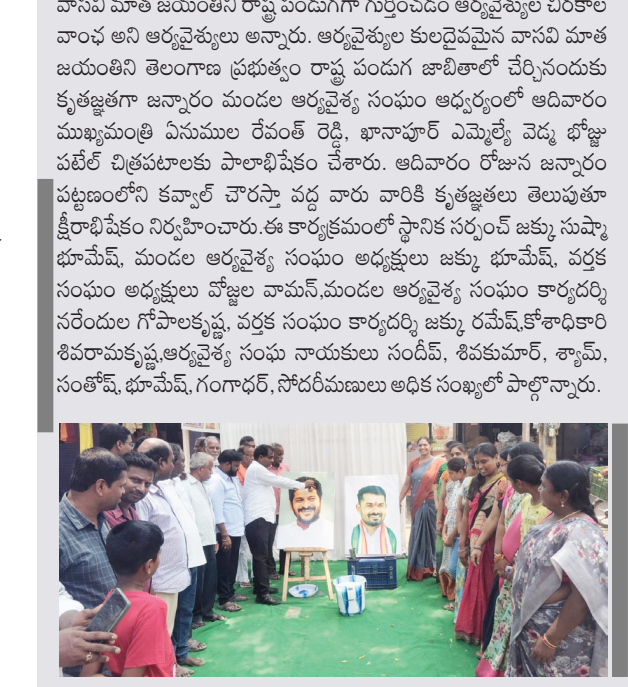 వాసవి మాత జయంతిని రాష్ట్ర పండుగగా గుర్తించడం ఆర్యవైశ్యుల చిరకాల
వాంఛ అని ఆర్యవైశ్యులు అన్నారు. ఆర్యవైశ్యుల కులదైవమైన వాసవి మాత
జయంతిని తెలంగాణ ప్రభుత్వం రాష్ట్ర పండుగ జాబితాలో చేర్చినందుకు
కృతజ్ఞతగా జన్నారం మండల ఆర్యవైశ్య సంఘం ఆధ్వర్యంలో ఆదివారం
ముఖ్యమంత్రి ఏనుముల రేవంత్ రెడ్డి, ఖానాపూర్ ఎమ్మెల్యే వెడ్మ భోజ్జు
పటేల్ చిత్రపటాలకు పాలాభిషేకం చేశారు. ఆదివారం రోజున జన్నారం
పట్టణంలోని కవ్వాల్ చౌరస్తా వద్ద వారు వారికి కృతజ్ఞతలు తెలుపుతూ
క్షీరాభిషేకం నిర్వహించారు.ఈ కార్యక్రమంలో స్థానిక సర్పంచ్ జక్కు సుష్మా
భూమేష్, మండల ఆర్యవైశ్య సంఘం అధ్యక్షులు జక్కు భూమేష్, వర్తక
సంఘం అధ్యక్షులు వోజ్జల వామన్,మండల ఆర్యవైశ్య సంఘం కార్యదర్శి
నరేందుల గోపాలకృష్ణ, వర్తక సంఘం కార్యదర్శి జక్కు రమేష్,కోశాధికారి
శివరామకృష్ణ,ఆర్యవైశ్య సంఘ నాయకులు సందీప్, శివకుమార్, శ్యామ్,
సంతోష్, భూమేష్, గంగాధర్, సోదరీమణులు అధిక సంఖ్యలో పాల్గొన్నారు.